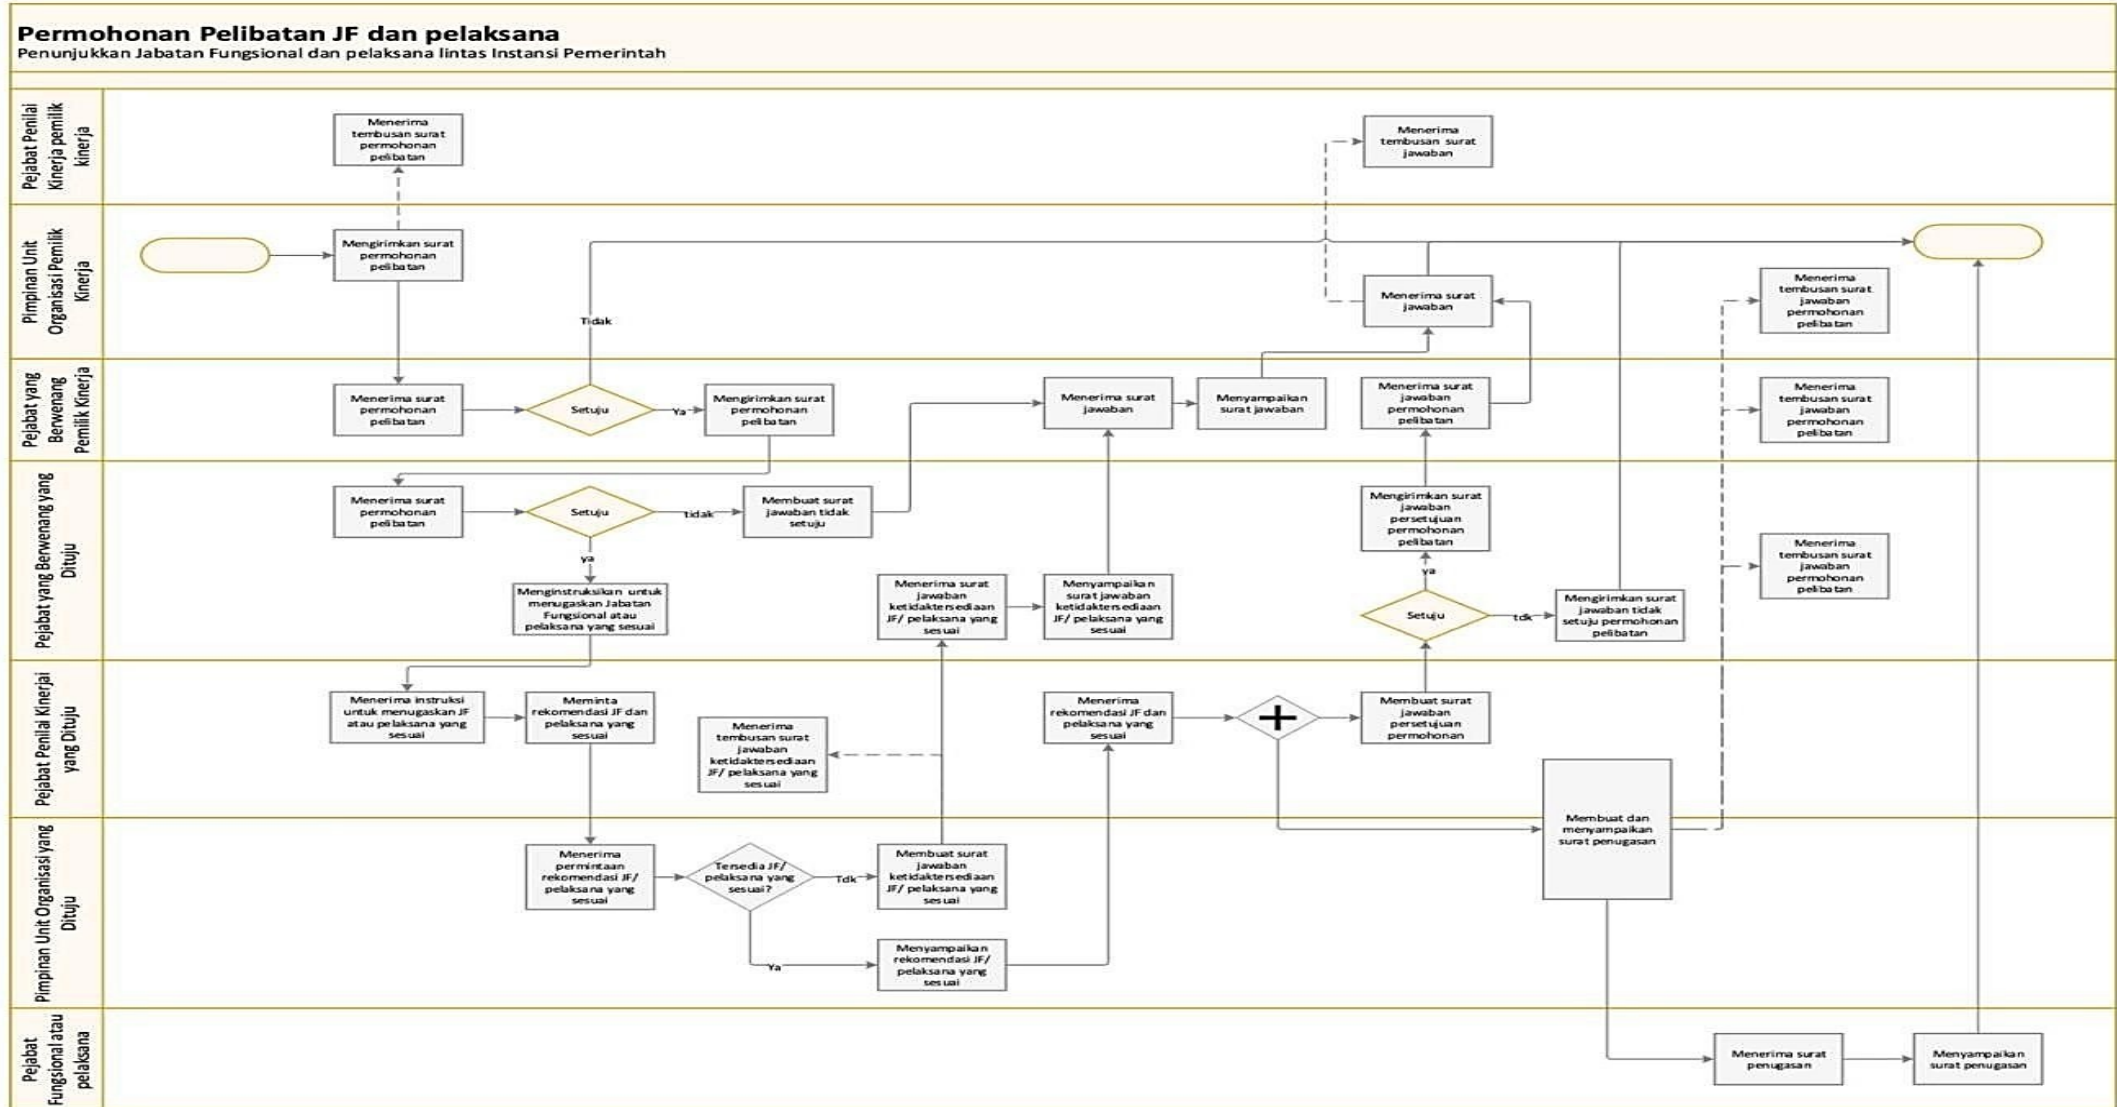 Permohonan Pelibatan JF dan pelaksana
Penunjukkan Jabatan Fungsional dan pelaksana lintas Instansi Pemerintah
Pejabat Penilai
Kinerja pemilik
kinerja
Menerima
tembusan surat
permohonan
pelibatan
Menerima
tembusan surat
jawaban
Pimpinan Unit
Organisasi Pemilik
Kinerja
Mengirimkan surat
permohonan
pelibatan
Tidak
Menerima surat
jawaban
Menerima
tembusan surat
jawaban
permohonan
pelibatan
Pejabat yang
Berwenang
Pemilik Kinerja
Menerima surat
permohonan
pelibatan
Setuju
Ya
Mengirimkan surat
permohonan
pelibatan
Menerima surat
jawaban
Menyampaikan
surat jawaban
Menerima surat
jawaban
permohonan
pelibatan
Menerima
tembusan surat
jawaban
permohonan
pelibatan
Pejabat yang Berwenang yang
Dituju
Menerima surat
permohonan
pelibatan
Setuju
tidak
Membuat surat
jawaban tidak
setuju
ya
Menginstruksikan untuk
menugaskan Jabatan
Fungsional atau
pelaksana yang sesuai
Menerima surat
jawaban
ketidaktersediaan
JF/ pelaksana yang
sesuai
Menyampaikan
surat jawaban
ketidaktersediaan
JF/ pelaksana yang
sesuai
Mengirimkan surat
jawaban
persetujuan
permohonan
pelibatan
ya
Setuju
tdk
Mengirimkan surat
jawaban tidak
setuju permohonan
pelibatan
Menerima
tembusan surat
jawaban
permohonan
pelibatan
Pejabat Penilai Kinerjai
yang Dituju
Menerima instruksi
untuk menugaskan JF
atau pelaksana yang
sesuai
Meminta
rekomendasi JF dan
pelaksana yang
sesuai
Menerima
tembusan surat
jawaban
ketidaktersediaan
JF/ pelaksana yang
sesuai
Menerima
rekomendasi JF dan
pelaksana yang
sesuai
Membuat surat
jawaban
persetujuan
permohonan
Membuat dan
menyampaikan
surat penugasan
Pimpinan Unit Organisasi yang
Dituju
Menerima
permintaan
rekomendasi JF/
pelaksana yang
sesuai
Tersedia JF/
pelaksana yang
sesuai?
Tdk
Membuat surat
jawaban
ketidaktersediaan
JF/ pelaksana yang
sesuai
Ya
Menyampaikan
rekomendasi JF/
pelaksana yang
sesuai
Pejabat
Fungsional atau
pelaksana
Menerima surat
penugasan
Menyampaikan
surat penugasan